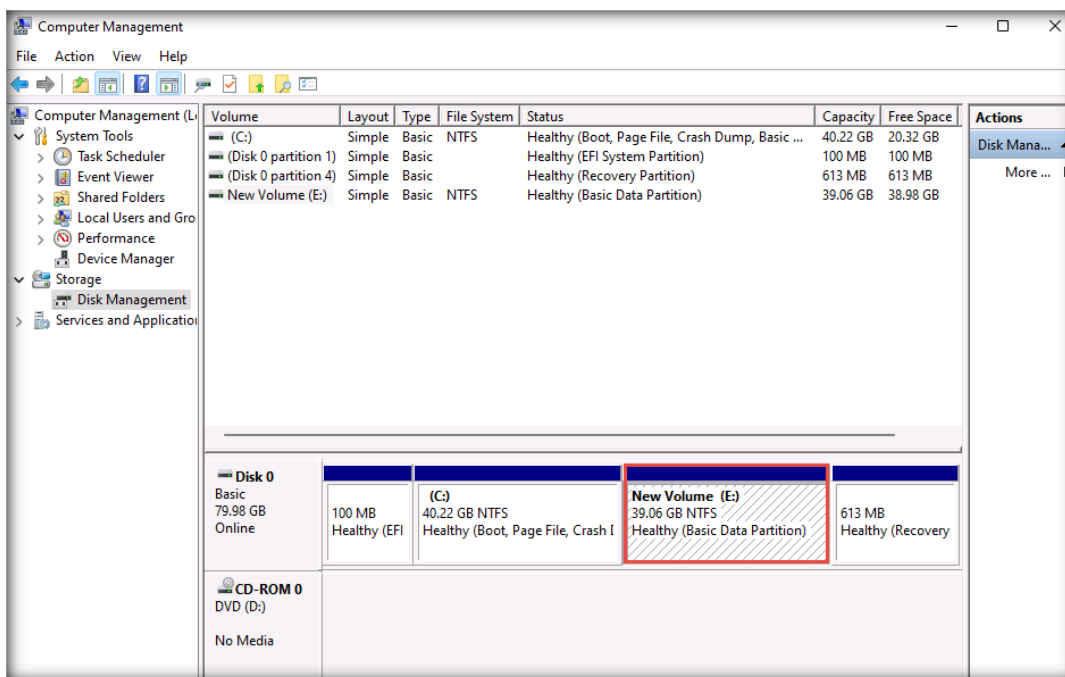 Computer Management
File Action View Help
Computer Management (L
System Tools
Task Scheduler
Event Viewer
Shared Folders
Local Users and Gro
Performance
Device Manager
Storage
Disk Management
Services and Application
Volume Layout Type File System Status Capacity Free Space
(C:) Simple Basic NTFS Healthy (Boot, Page File, Crash Dump, Basic ... 40.22 GB 20.32 GB
(Disk 0 partition 1) Simple Basic Healthy (EFI System Partition) 100 MB 100 MB
(Disk 0 partition 4) Simple Basic Healthy (Recovery Partition) 613 MB 613 MB
New Volume (E:) Simple Basic NTFS Healthy (Basic Data Partition) 39.06 GB 38.98 GB
Actions
Disk Mana...
More ...
Disk 0
Basic
79.98 GB
Online
100 MB
Healthy (EFI
(C:)
40.22 GB NTFS
Healthy (Boot, Page File, Crash
New Volume (E:)
39.06 GB NTFS
Healthy (Basic Data Partition)
613 MB
Healthy (Recovery
CD-ROM 0
DVD (D:)
No Media